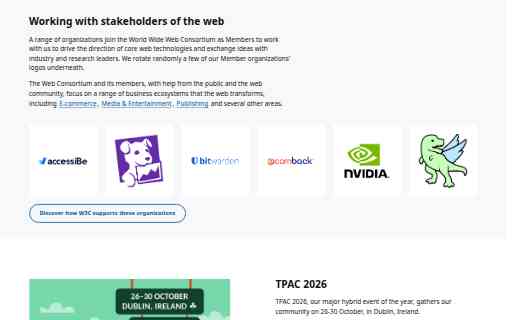 Working with stakeholders of the web
A range of organizations join the World Wide Web Consortium as Members to work
with us to drive the direction of core web technologies and exchange ideas with
industry and research leaders. We rotate randomly a few of our Member organizations'
logos underneath.
The Web Consortium and its members, with help from the public and the web
community, focus on a range of business ecosystems that the web transforms,
including E-commerce, Media & Entertainment, Publishing and several other areas.
accessiBe
bitwarden
@comback
NVIDIA.
Discover how W3C supports these organizations
26-30 OCTOBER
DUBLIN, IRELAND ☘
TPAC 2026
TPAC 2026, our major hybrid event of the year, gathers our
community on 26-30 October, in Dublin, Ireland.